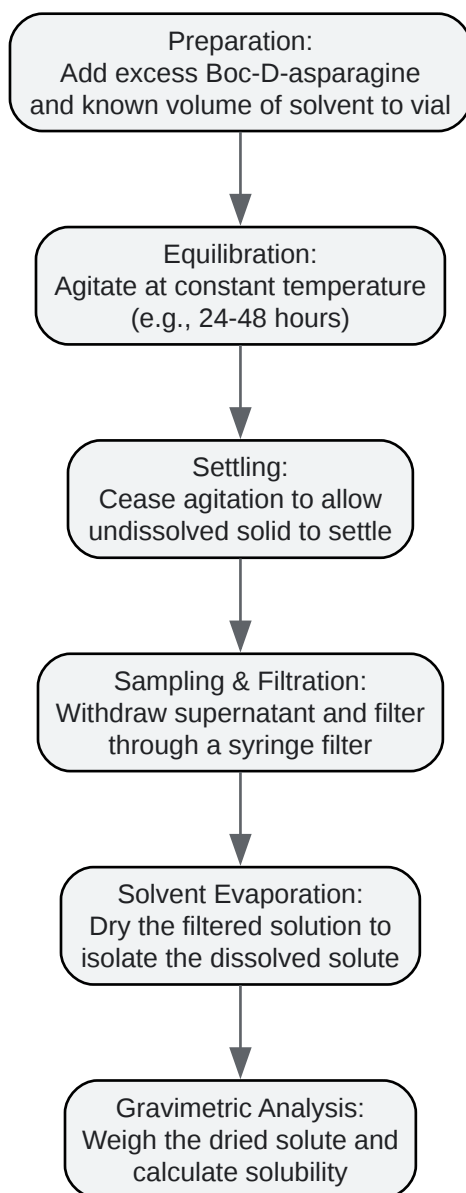 Preparation:
Add excess Boc-D-asparagine
and known volume of solvent to vial
Equilibration:
Agitate at constant temperature
(e.g., 24-48 hours)
Settling:
Cease agitation to allow
undissolved solid to settle
Sampling & Filtration:
Withdraw supernatant and filter
through a syringe filter
Solvent Evaporation:
Dry the filtered solution to
isolate the dissolved solute
Gravimetric Analysis:
Weigh the dried solute and
calculate solubility